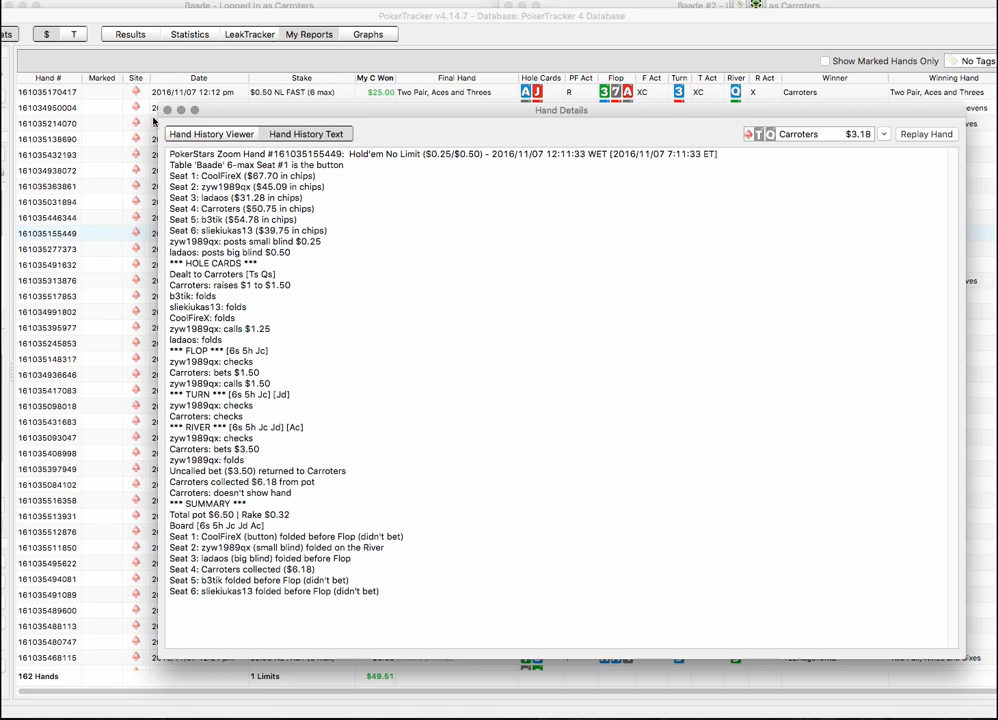 Baade - Logged In as Carroters
Baade #2 -
as Carroters
PokerTracker v4.14.7 - Database: PokerTracker 4 Database
ats
$
T
Results
Statistics
LeakTracker
My Reports
Graphs
Show Marked Hands Only
No Tags
Hand # Marked Site Date Stake My C Won Final Hand Hole Cards PF Act Flop F Act Turn T Act River R Act Winner Winning Hand
161035170417 2016/11/07 12:12 pm $0.50 NL FAST (6 max) $25.00 Two Pair, Aces and Threes A J R 3 7 A XC 3 XC Q X Carroters Two Pair, Aces and Threes
161034950004
161035214070
161035138690
161035432193
161034938072
161035363861
161035031894
161035446344
161035155449
161035277373
161035491632
161035313876
161035517853
161034991802
161035395977
161035245853
161035148317
161034936646
161035417083
161035098018
161035431683
161035093047
161035397949
161035084102
161035516358
161035513931
161035512876
161035511850
161035495622
161035494081
161035491089
161035489600
161035488113
161035480747
161035468115
162 Hands 1 Limits $49.51
Hand Details
Hand History Viewer
Hand History Text
T Q Carroters $3.18
Replay Hand
PokerStars Zoom Hand #161035155449: Hold'em No Limit ($0.25/$0.50) - 2016/11/07 12:11:33 WET [2016/11/07 7:11:33 ET]
Table 'Baade' 6-max Seat #1 is the button
Seat 1: CoolFireX ($67.70 in chips)
Seat 2: zyw1989qx ($45.09 in chips)
Seat 3: ladaos ($31.28 in chips)
Seat 4: Carroters ($50.75 in chips)
Seat 5: b3tik ($54.78 in chips)
Seat 6: sliekiukas13 ($39.75 in chips)
zyw1989qx: posts small blind $0.25
ladaos: posts big blind $0.50
*** HOLE CARDS ***
Dealt to Carroters [Ts Qs]
Carroters: raises $1 to $1.50
b3tik: folds
sliekiukas13: folds
CoolFireX: folds
zyw1989qx: calls $1.25
ladaos: folds
*** FLOP *** [6s 5h Jc]
zyw1989qx: checks
Carroters: bets $1.50
zyw1989qx: calls $1.50
*** TURN *** [6s 5h Jc] [Jd]
zyw1989qx: checks
Carroters: checks
*** RIVER *** [6s 5h Jc Jd] [Ac]
zyw1989qx: checks
Carroters: bets $3.50
zyw1989qx: folds
Uncalled bet ($3.50) returned to Carroters
Carroters collected $6.18 from pot
Carroters: doesn't show hand
*** SUMMARY ***
Total pot $6.50 | Rake $0.32
Board [6s 5h Jc Jd Ac]
Seat 1: CoolFireX (button) folded before Flop (didn't bet)
Seat 2: zyw1989qx (small blind) folded on the River
Seat 3: ladaos (big blind) folded before Flop
Seat 4: Carroters collected ($6.18)
Seat 5: b3tik folded before Flop (didn't bet)
Seat 6: sliekiukas13 folded before Flop (didn't bet)